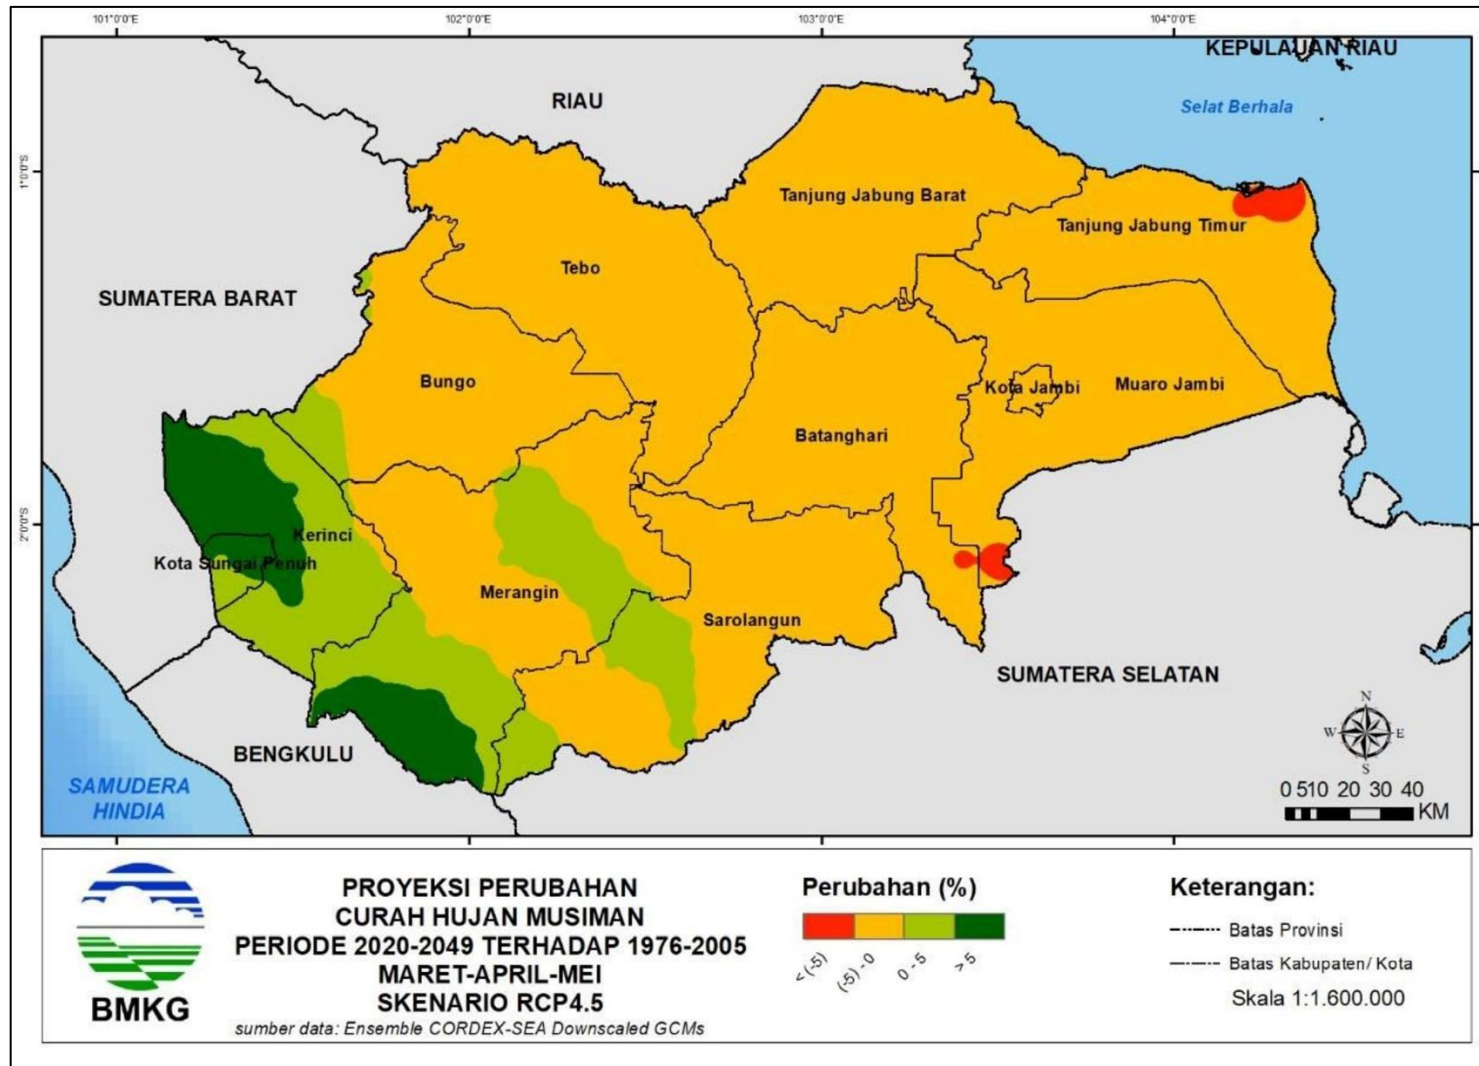 101°0'0"E
102°0'0"E
103°0'0"E
104°0'0"E
KEPULAUAN RIAU
RIAU
Selat Berhala
1°0'0"S
Tanjung Jabung Barat
Tanjung Jabung Timur
Tebo
SUMATERA BARAT
Bungo
Kota Jambi
Muaro Jambi
Batanghari
2°0'0"S
Kerinci
Kota Sungai Penuh
Merangin
Sarolangun
SUMATERA SELATAN
N
W
E
S
BENGKULU
SAMUDERA
HINDIA
0 510 20 30 40
KM
BMKG
PROYEKSI PERUBAHAN
CURAH HUJAN MUSIMAN
PERIODE 2020-2049 TERHADAP 1976-2005
MARET-APRIL-MEI
SKENARIO RCP4.5
sumber data: Ensemble CORDEX-SEA Downscaled GCMs
Perubahan (%)
< (-5)
(-5) - 0
0 - 5
> 5
Keterangan:
Batas Provinsi
Batas Kabupaten/ Kota
Skala 1:1.600.000